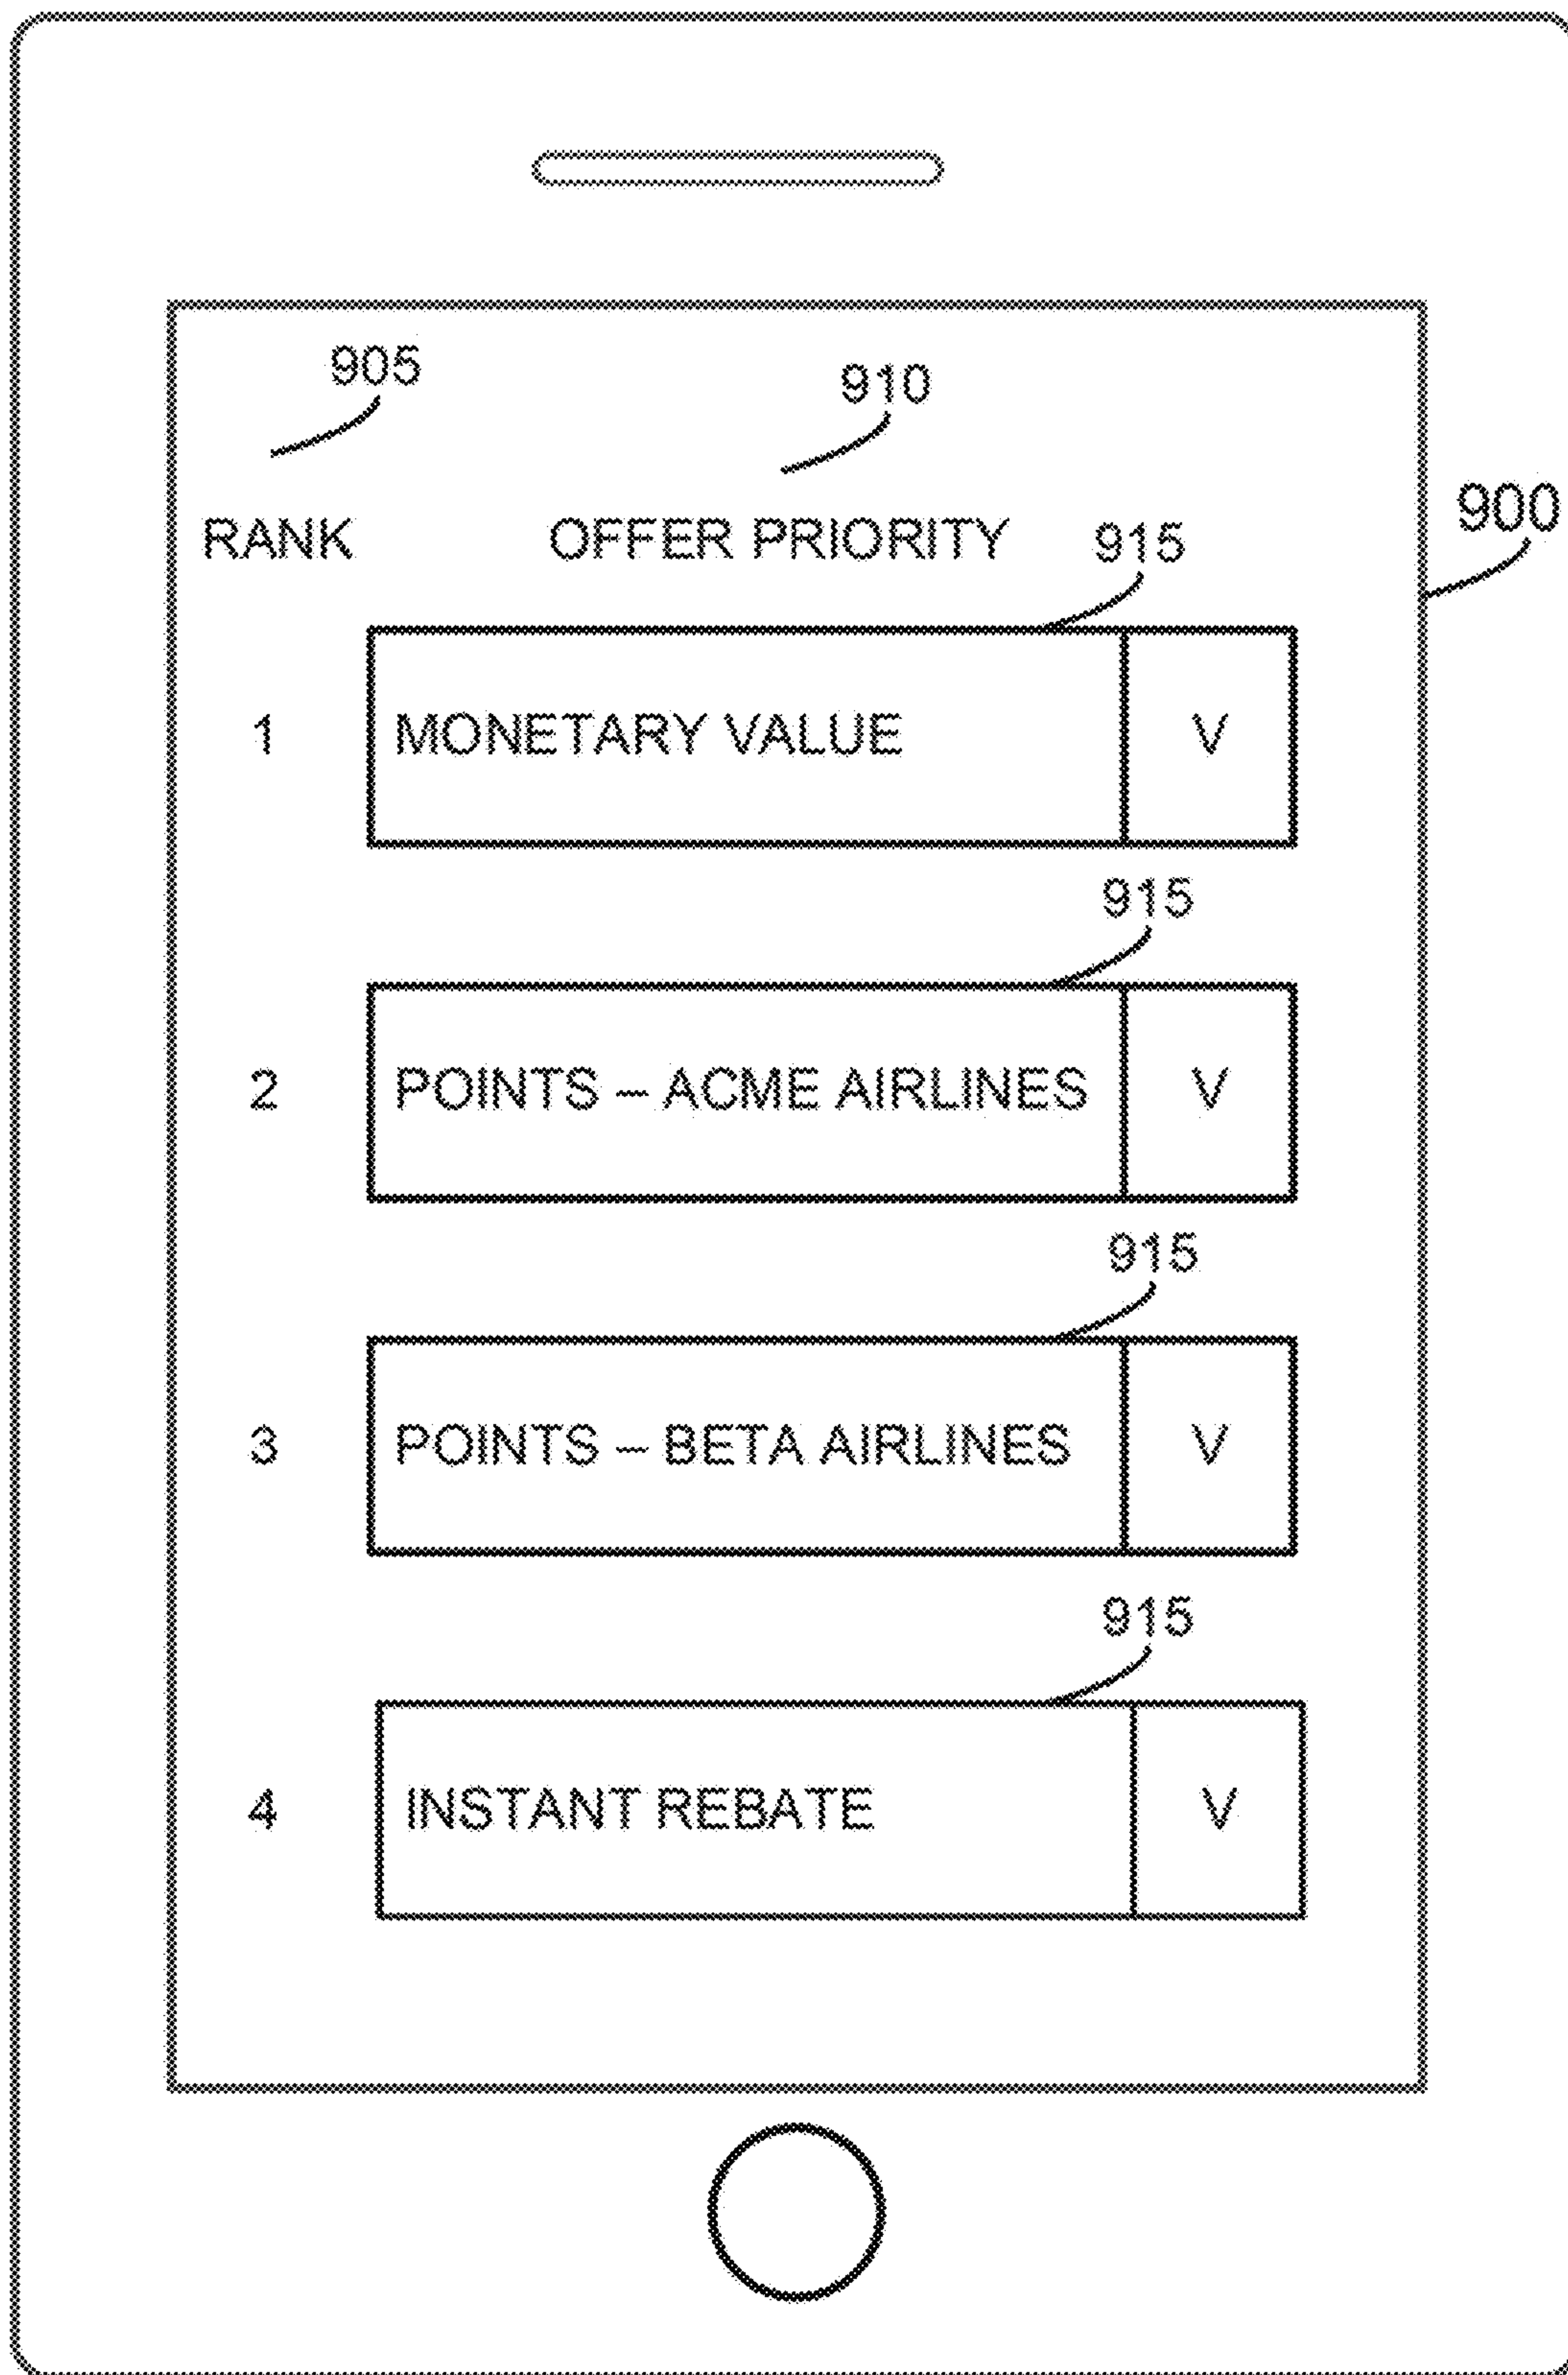 905
910
900
RANK OFFER PRIORITY 915
1 MONETARY VALUE V
915
2 POINTS – ACME AIRLINES V
915
3 POINTS – BETA AIRLINES V
915
4 INSTANT REBATE V